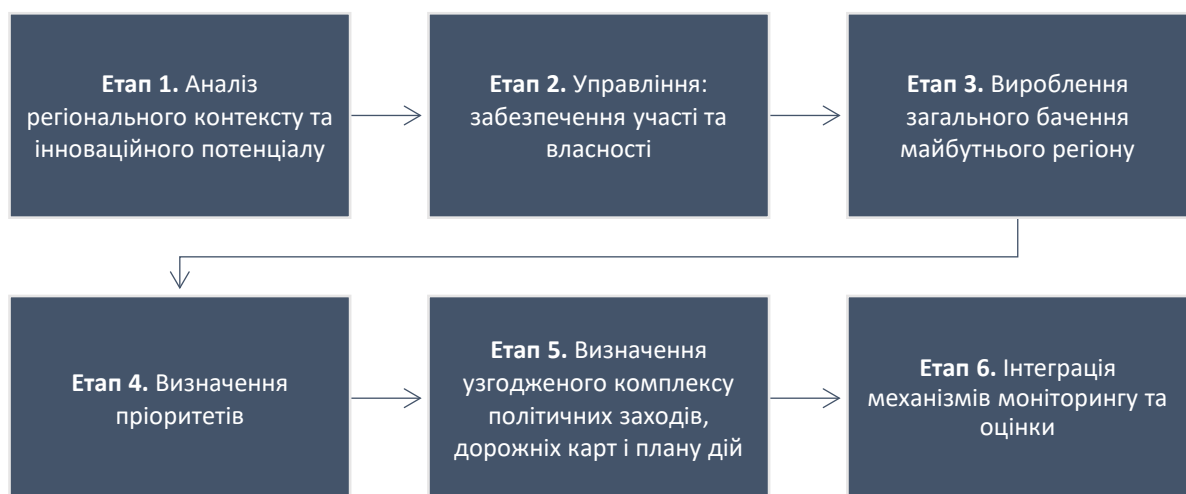 Етап 1. Аналіз
регіонального контексту та
інноваційного потенціалу
Етап 2. Управління:
забезпечення участі та
власності
Етап 3. Вироблення
загального бачення
майбутнього регіону
Етап 4. Визначення
пріоритетів
Етап 5. Визначення
узгодженого комплексу
політичних заходів,
дорожніх карт і плану дій
Етап 6. Інтеграція
механізмів моніторингу та
оцінки